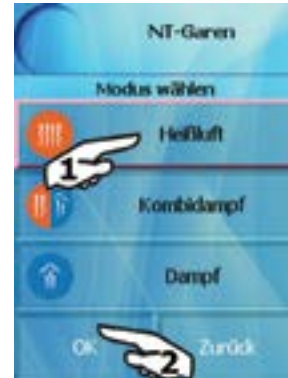 NT-Garen
Modus wählen
Heißluft
1
Kombidampf
Dampf
OK Zurück
2